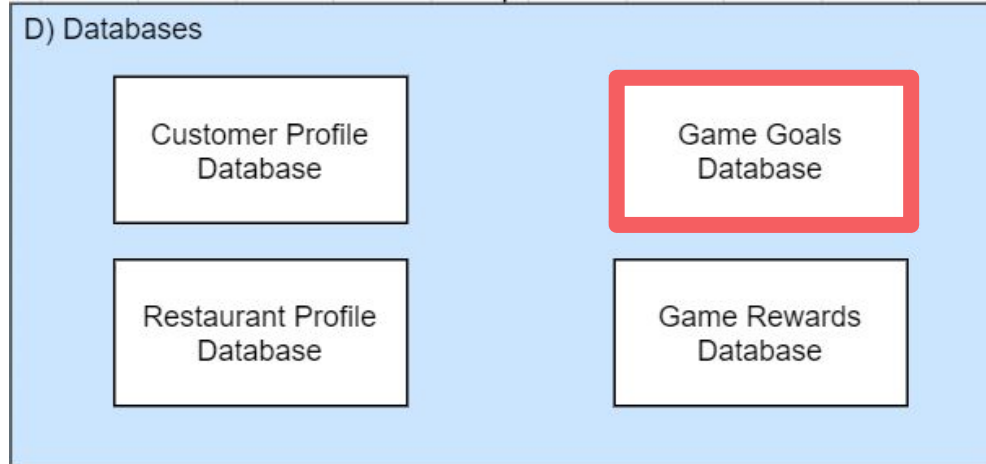 D) Databases
Customer Profile
Database
Game Goals
Database
Restaurant Profile
Database
Game Rewards
Database